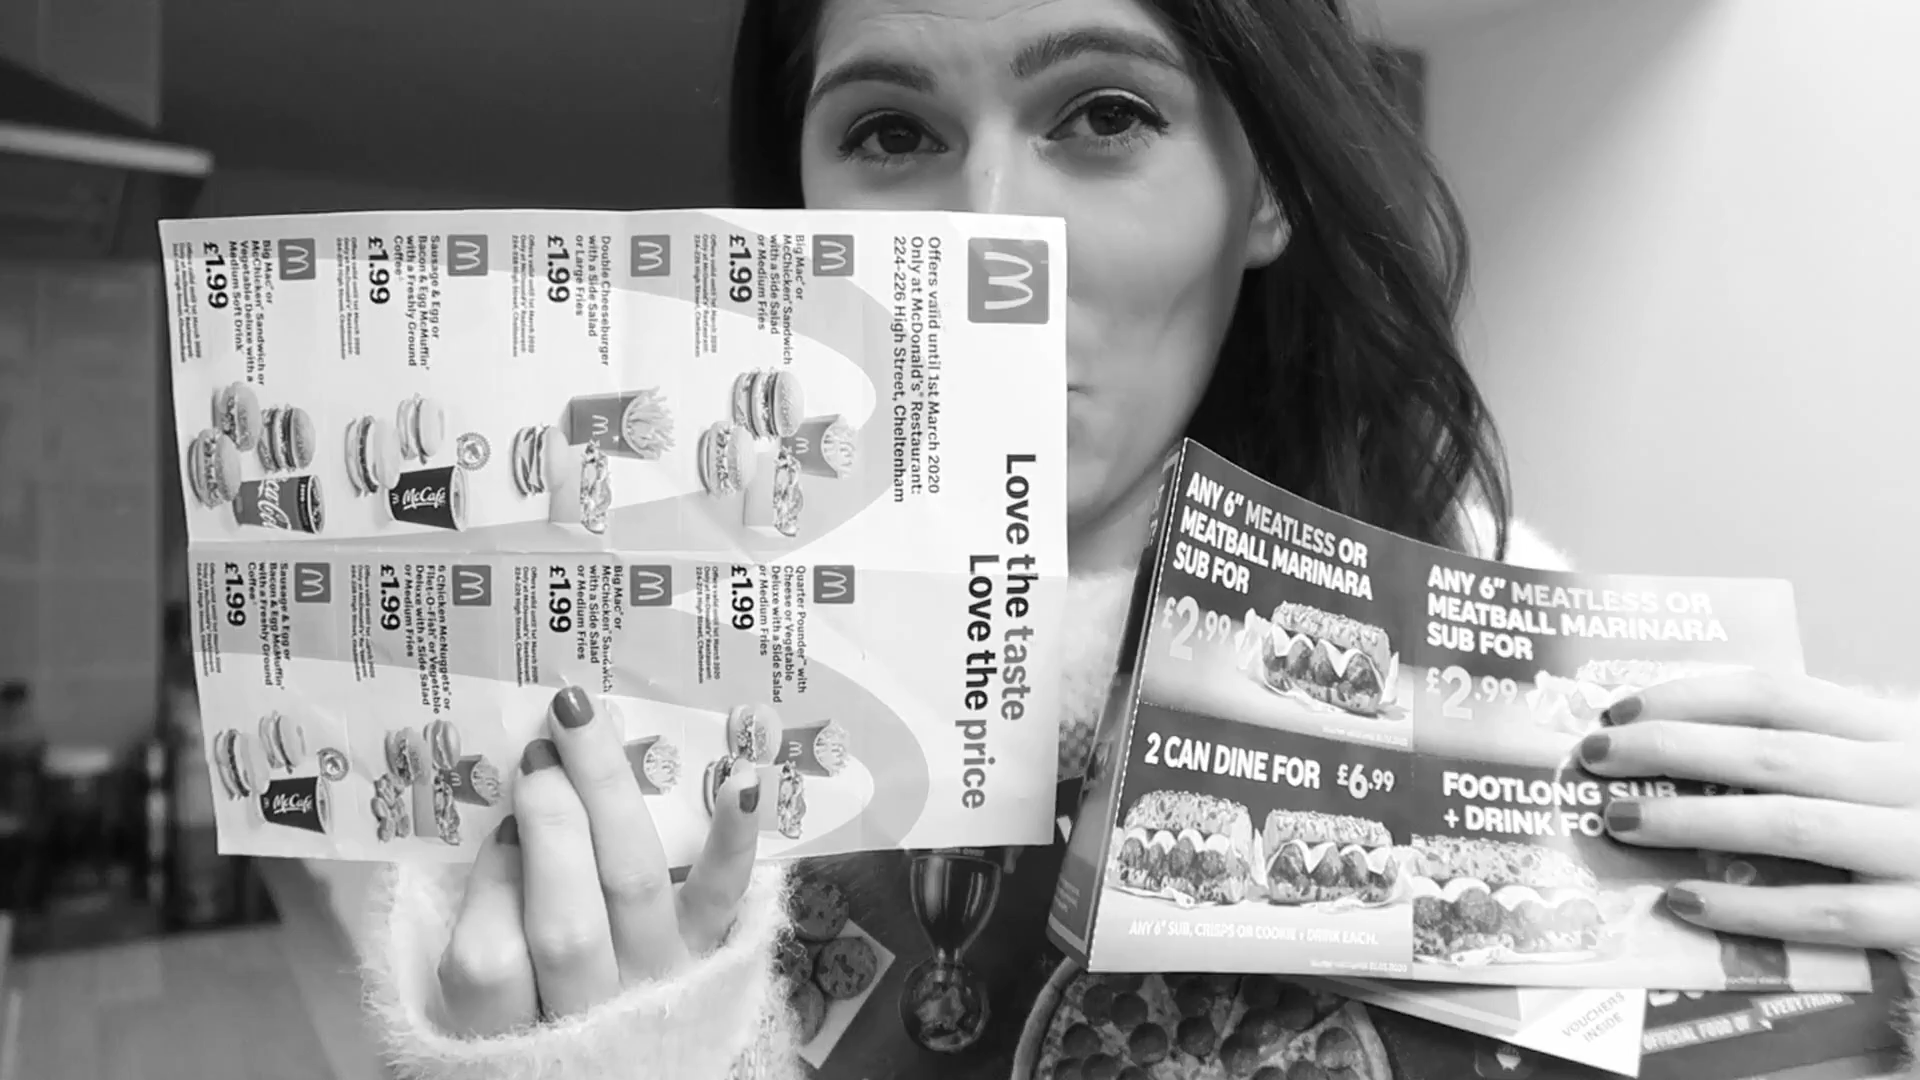 Love the taste
Love the price
Offers valid until 1st March 2020
Only at McDonald's® Restaurant:
224-226 High Street, Cheltenham
Big Mac® or
McChicken® Sandwich
with a Side Salad
or Medium Fries
£1.99
Quarter Pounder™ with
Cheese or Vegetable
Deluxe with a Side Salad
or Medium Fries
£1.99
Double Cheeseburger
with a Side Salad
or Large Fries
£1.99
Big Mac® or
McChicken® Sandwich
with a Side Salad
or Medium Fries
£1.99
Sausage & Egg or
Bacon & Egg McMuffin®
with a Freshly Ground
Coffee
£1.99
6 Chicken McNuggets® or
Filet-O-Fish® or Vegetable
Deluxe with a Side Salad
or Medium Fries
£1.99
Big Mac® or
McChicken® Sandwich or
Vegetable Deluxe with a
Medium Soft Drink
£1.99
Sausage & Egg or
Bacon & Egg McMuffin®
with a Freshly Ground
Coffee
£1.99
McCafé
McCafé
ANY 6" MEATLESS OR
MEATBALL MARINARA
SUB FOR
£2.99
ANY 6" MEATLESS OR
MEATBALL MARINARA
SUB FOR
£2.99
2 CAN DINE FOR £6.99
ANY 6" SUB, CRISPS OR COOKIE + DRINK EACH.
FOOTLONG SUB
+ DRINK FO
VOUCHERS
INSIDE
OFFICIAL FOOD OF EVERYTHING